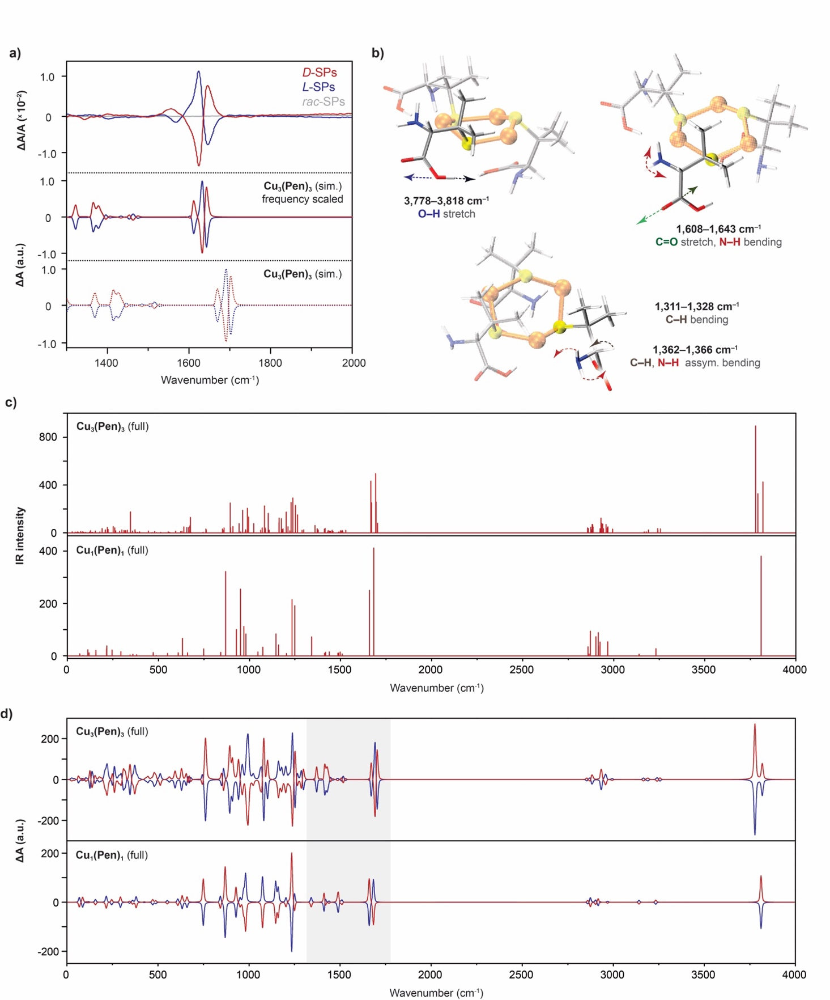 a)
D-SPs
L-SPs
rac-SPs
ΔA/A (× 10⁻²)
1.0
0
-1.0
Cu₃(Pen)₃ (sim.)
frequency scaled
1.0
0
-1.0
ΔA (a.u.)
Cu₃(Pen)₃ (sim.)
1.0
0
-1.0
1400 1600 1800 2000
Wavenumber (cm⁻¹)
b)
3,778–3,818 cm⁻¹
O–H stretch
1,608–1,643 cm⁻¹
C=O stretch, N–H bending
1,311–1,328 cm⁻¹
C–H bending
1,362–1,366 cm⁻¹
C–H, N–H assym. bending
c)
Cu₃(Pen)₃ (full)
800
400
0
IR intensity
Cu₁(Pen)₁ (full)
400
200
0
0 500 1000 1500 2000 2500 3000 3500 4000
Wavenumber (cm⁻¹)
d)
Cu₃(Pen)₃ (full)
200
0
-200
ΔA (a.u.)
Cu₁(Pen)₁ (full)
200
0
-200
0 500 1000 1500 2000 2500 3000 3500 4000
Wavenumber (cm⁻¹)